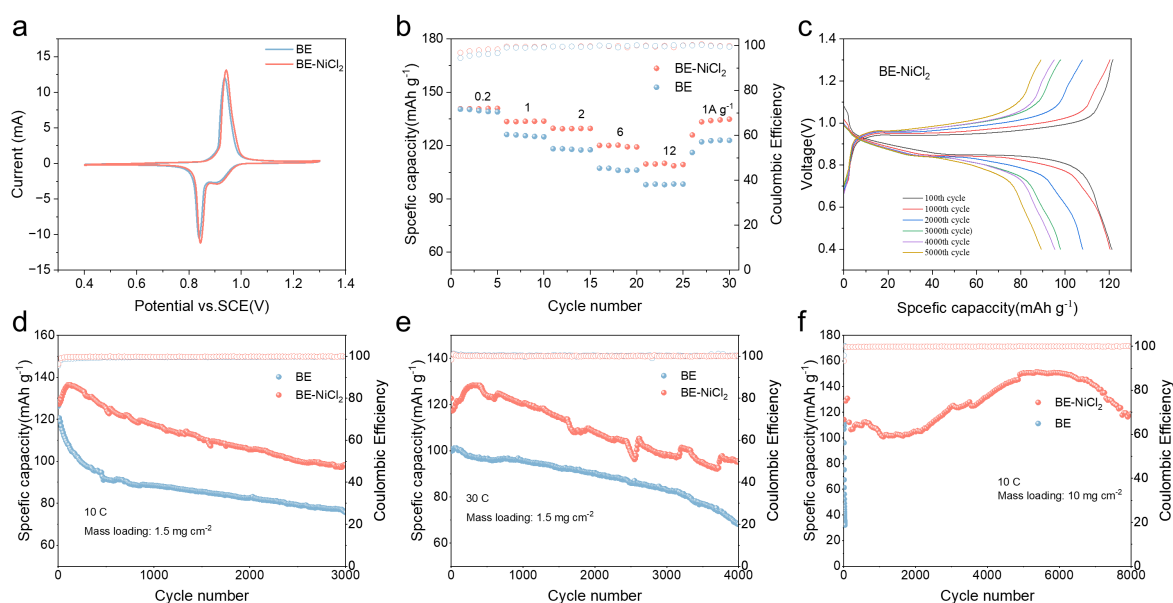 a
BE
BE-NiCl2
Current (mA)
15
10
5
0
−5
−10
−15
0.4
0.6
0.8
1.0
1.2
1.4
Potential vs.SCE(V)
b
Spcefic capaccity(mAh g-1)
180
150
120
90
60
0.2
1
2
6
12
1A g-1
BE-NiCl2
BE
100
80
60
40
20
0
Coulombic Efficiency
0
5
10
15
20
25
30
Cycle number
c
BE-NiCl2
Voltage(V)
1.4
1.2
1.0
0.8
0.6
0.4
100th cycle
1000th cycle
2000th cycle
3000th cycle)
4000th cycle
5000th cycle
0
20
40
60
80
100
120
Spcefic capaccity(mAh g-1)
d
Spcefic capaccity(mAh g-1)
160
140
120
100
80
60
BE
BE-NiCl2
10 C
Mass loading: 1.5 mg cm-2
100
80
60
40
20
0
Coulombic Efficiency
0
1000
2000
3000
Cycle number
e
Spcefic capaccity(mAh g-1)
140
120
100
80
60
BE
BE-NiCl2
30 C
Mass loading: 1.5 mg cm-2
100
80
60
40
20
0
Coulombic Efficiency
0
1000
2000
3000
4000
Cycle number
f
Spcefic capaccity(mAh g-1)
180
160
140
120
100
80
60
40
20
0
BE-NiCl2
BE
10 C
Mass loading: 10 mg cm-2
100
80
60
40
20
0
Coulombic Efficiency
0
2000
4000
6000
8000
Cycle number